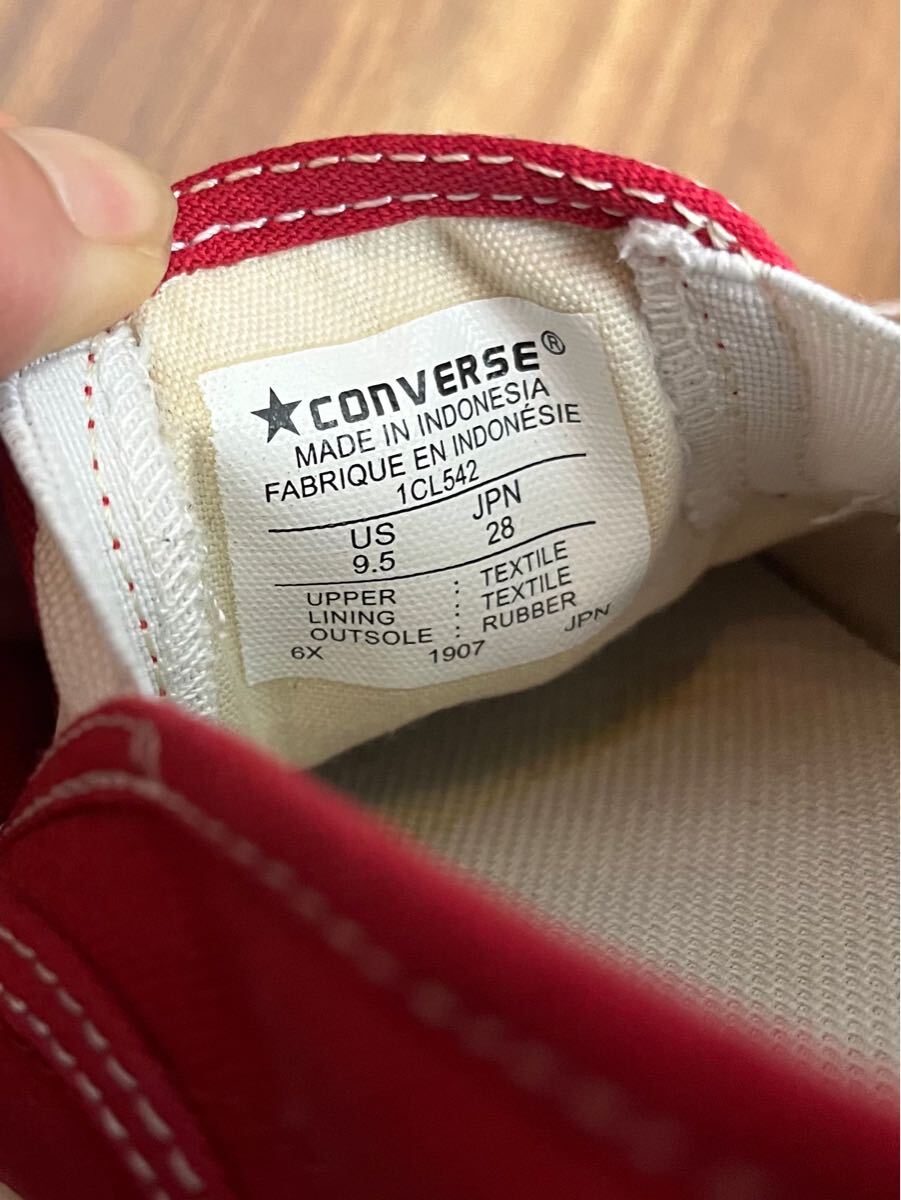 ★CONVERSE®
MADE IN INDONESIA
FABRIQUE EN INDONÉSIE
1CL542
US JPN
9.5 28
UPPER : TEXTILE
LINING : TEXTILE
OUTSOLE : RUBBER
6X 1907 JPN